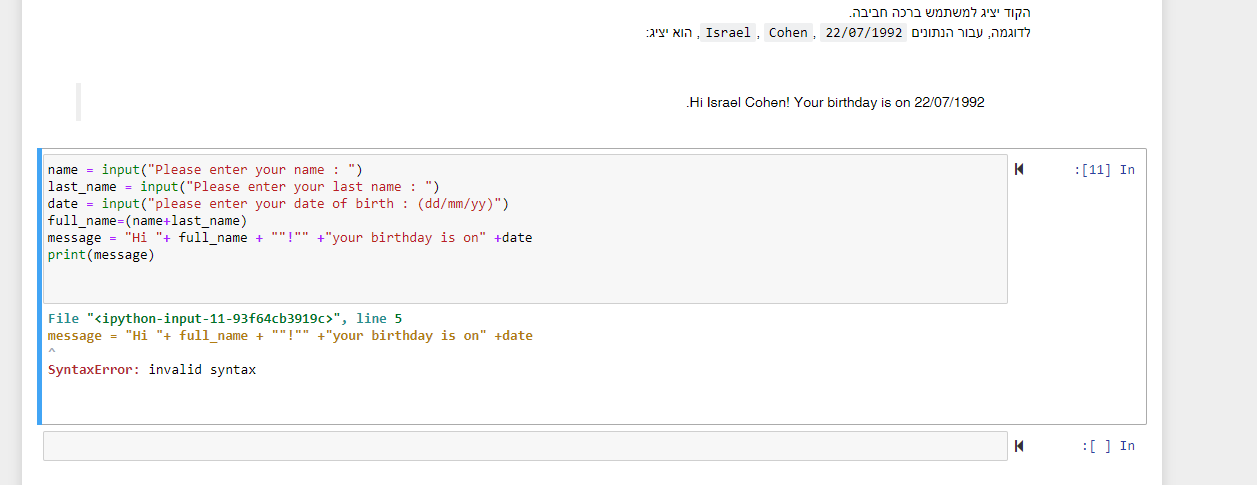 הקוד יציג למשתמש ברכה חביבה.
לדוגמה, עבור הנתונים 22/07/1992 , Cohen , Israel , הוא יציג:
.Hi Israel Cohen! Your birthday is on 22/07/1992
:[11] In
name = input("Please enter your name : ")
last_name = input("Please enter your last name : ")
date = input("please enter your date of birth : (dd/mm/yy)")
full_name=(name+last_name)
message = "Hi "+ full_name + ""!"" +"your birthday is on" +date
print(message)
File "<ipython-input-11-93f64cb3919c>", line 5
message = "Hi "+ full_name + ""!"" +"your birthday is on" +date
^
SyntaxError: invalid syntax
:[ ] In